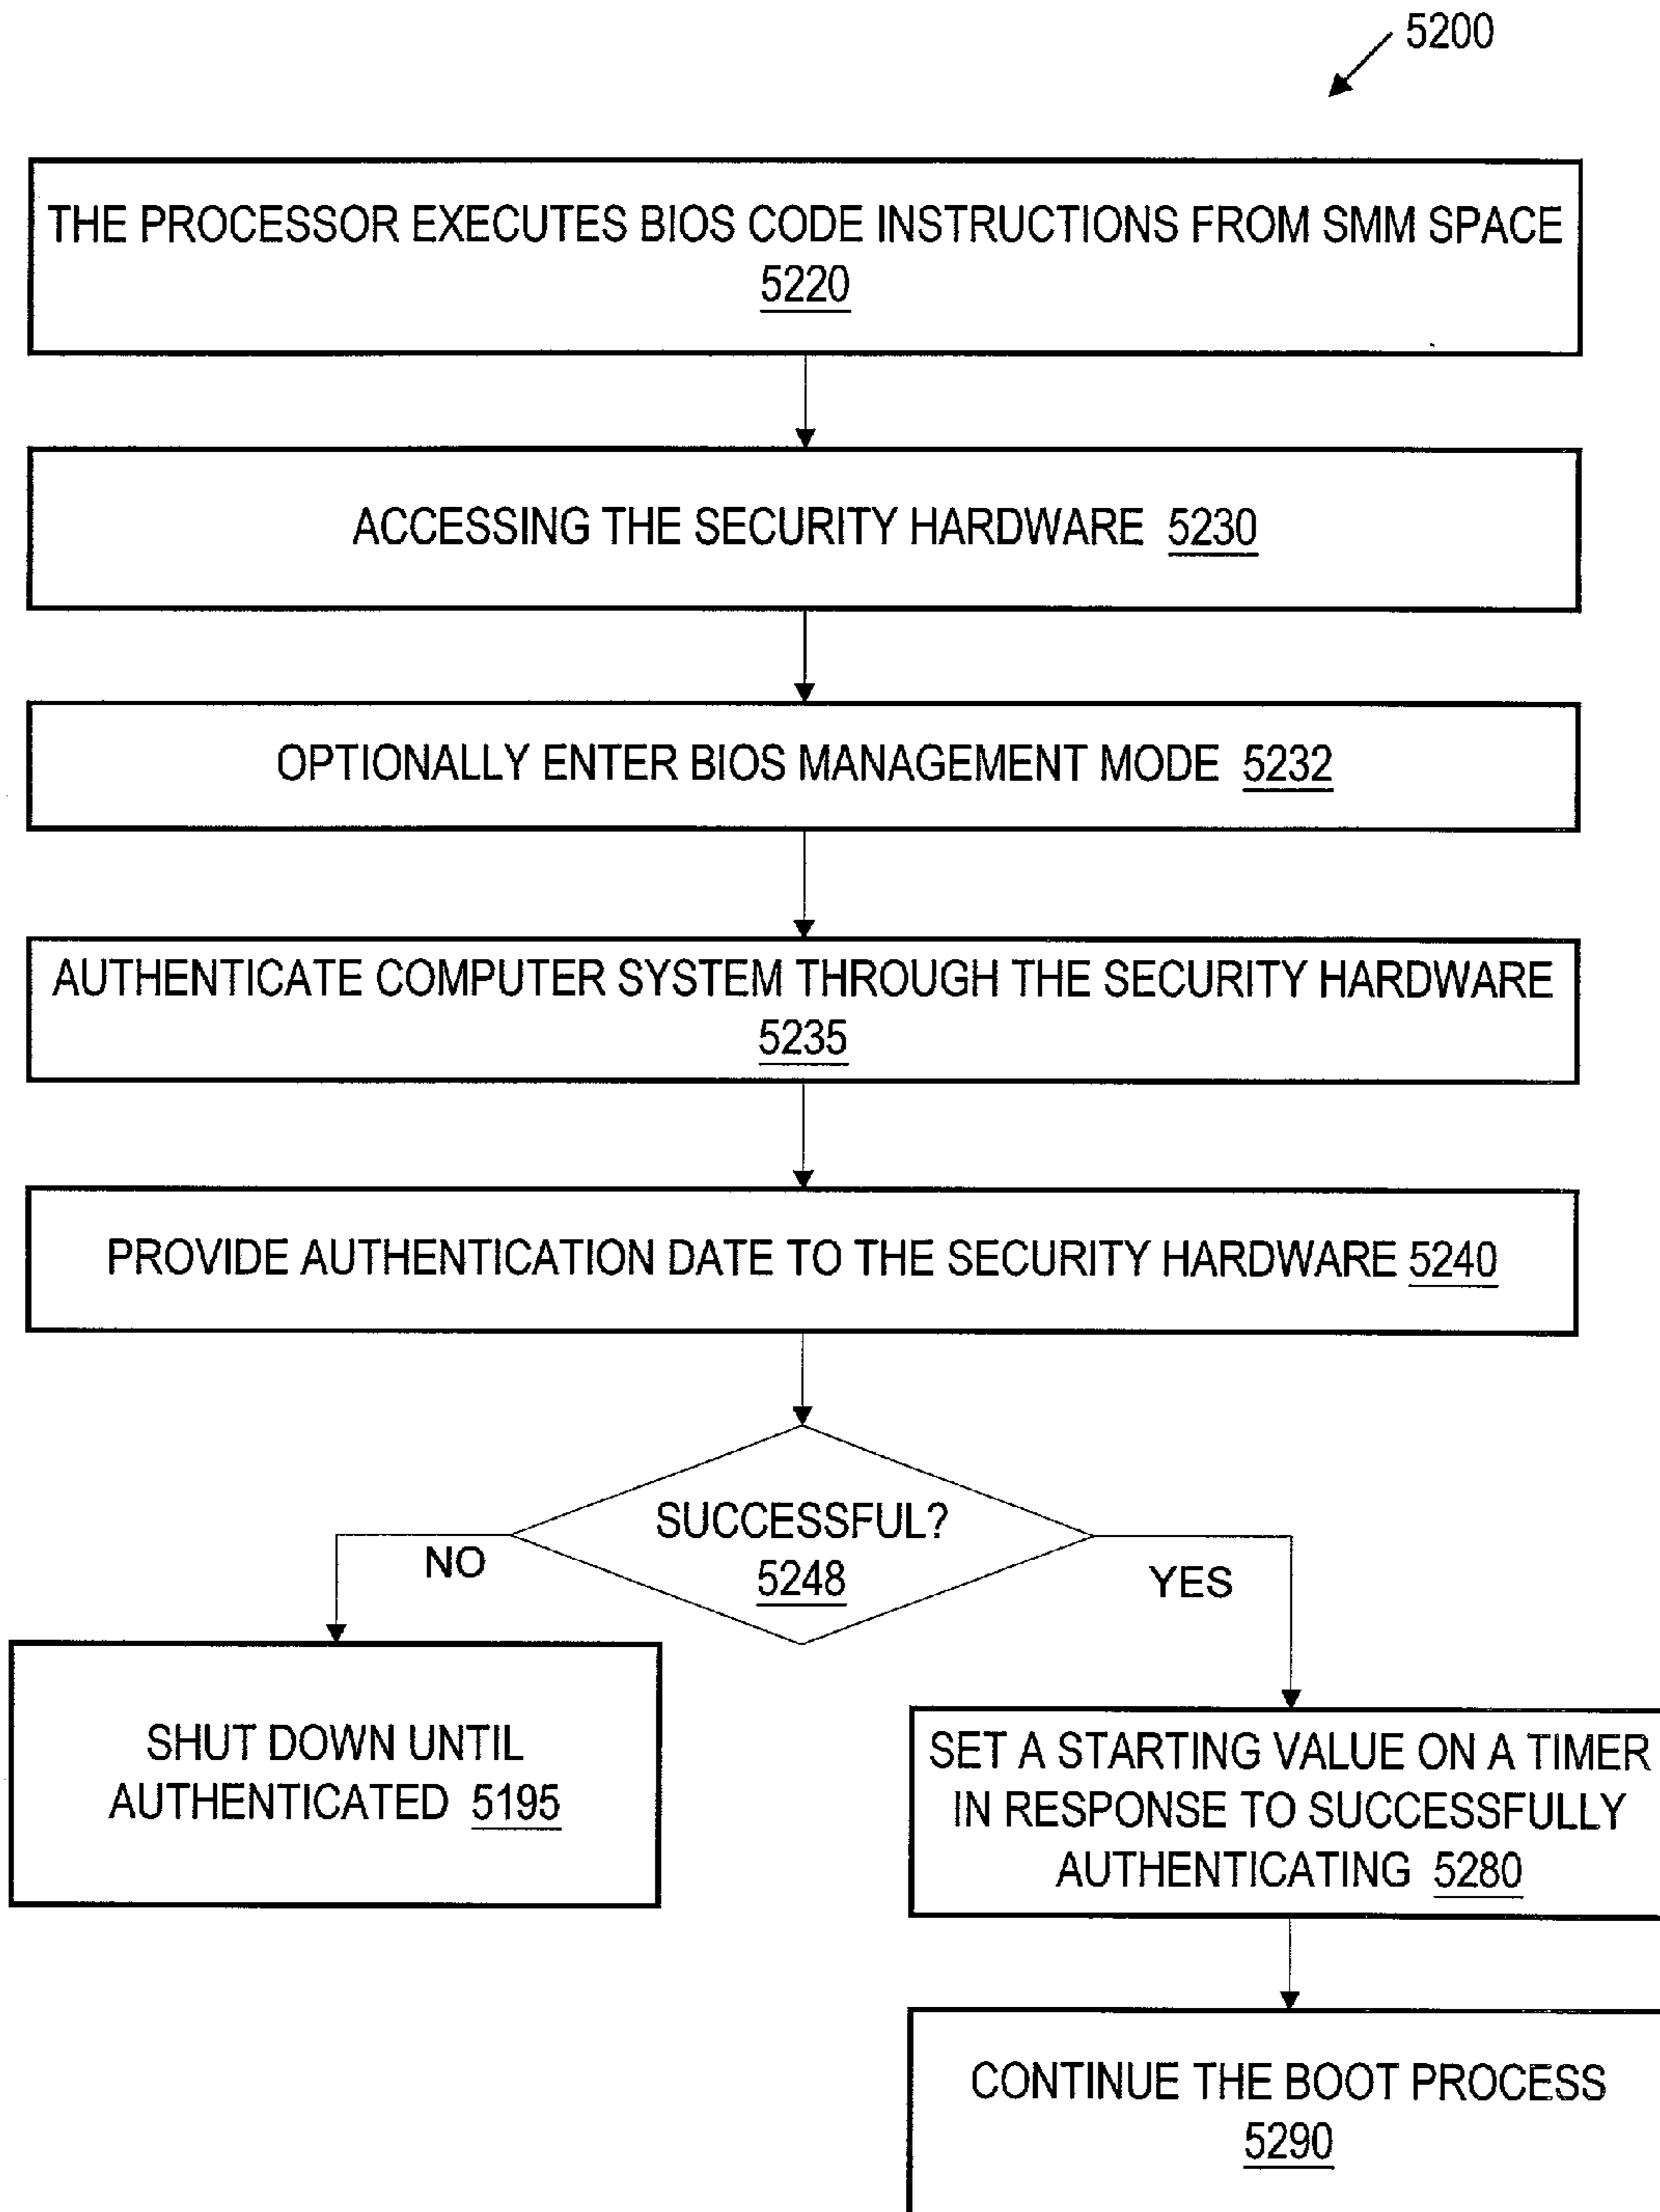 5200
THE PROCESSOR EXECUTES BIOS CODE INSTRUCTIONS FROM SMM SPACE
5220
ACCESSING THE SECURITY HARDWARE 5230
OPTIONALLY ENTER BIOS MANAGEMENT MODE 5232
AUTHENTICATE COMPUTER SYSTEM THROUGH THE SECURITY HARDWARE
5235
PROVIDE AUTHENTICATION DATE TO THE SECURITY HARDWARE 5240
SUCCESSFUL?
5248
NO
YES
SHUT DOWN UNTIL
AUTHENTICATED 5195
SET A STARTING VALUE ON A TIMER
IN RESPONSE TO SUCCESSFULLY
AUTHENTICATING 5280
CONTINUE THE BOOT PROCESS
5290